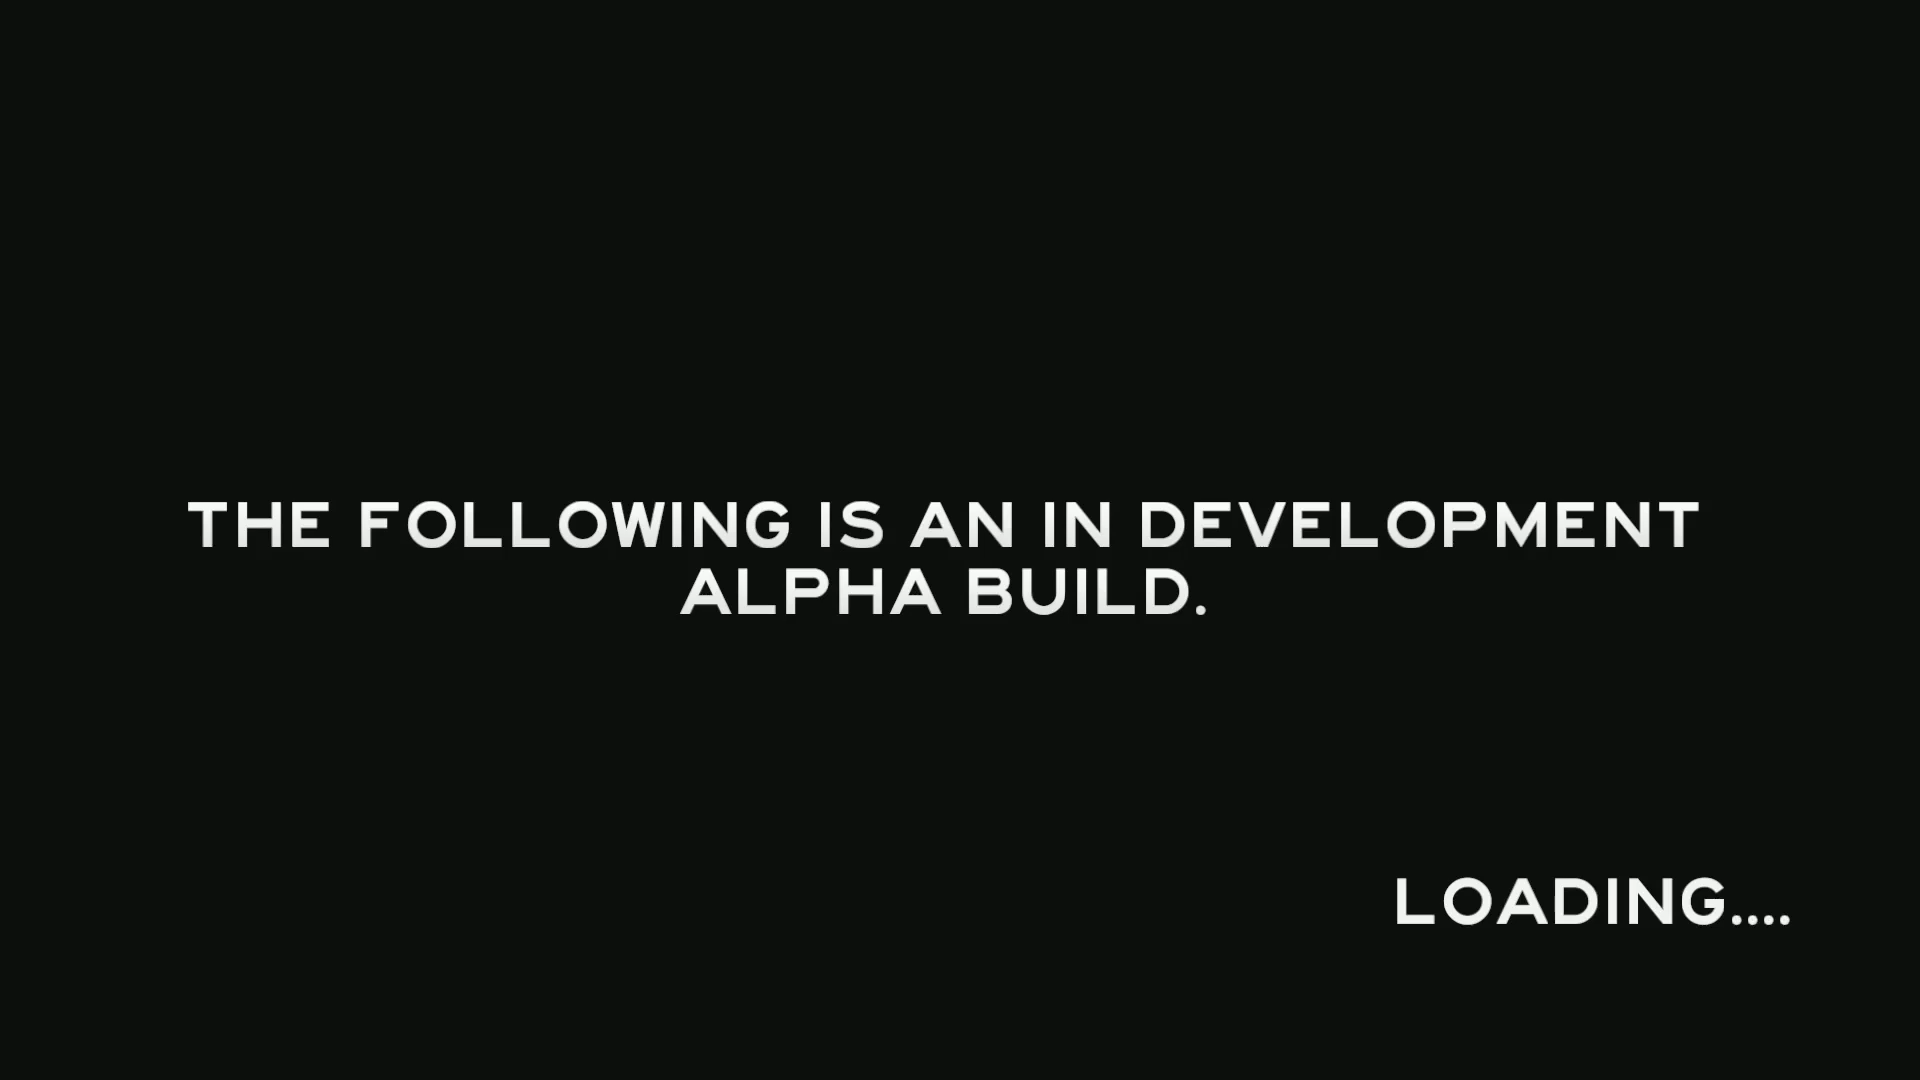 THE FOLLOWING IS AN IN DEVELOPMENT
ALPHA BUILD.
LOADING....